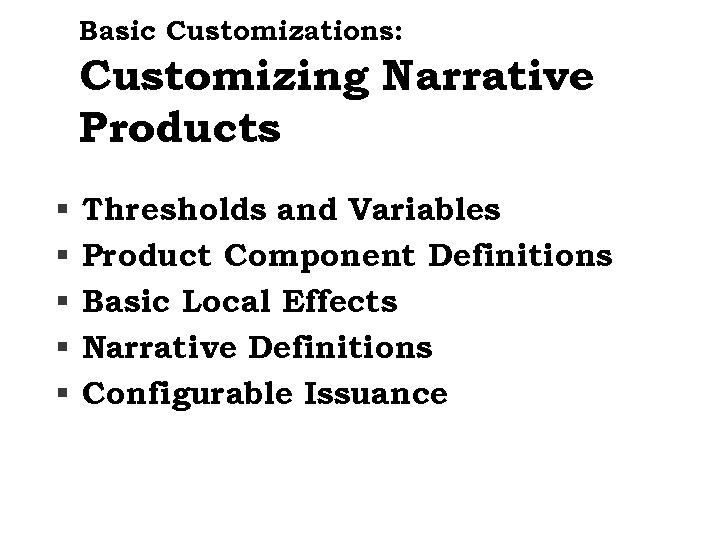 Basic Customizations:
Customizing Narrative
Products
▪ Thresholds and Variables
▪ Product Component Definitions
▪ Basic Local Effects
▪ Narrative Definitions
▪ Configurable Issuance